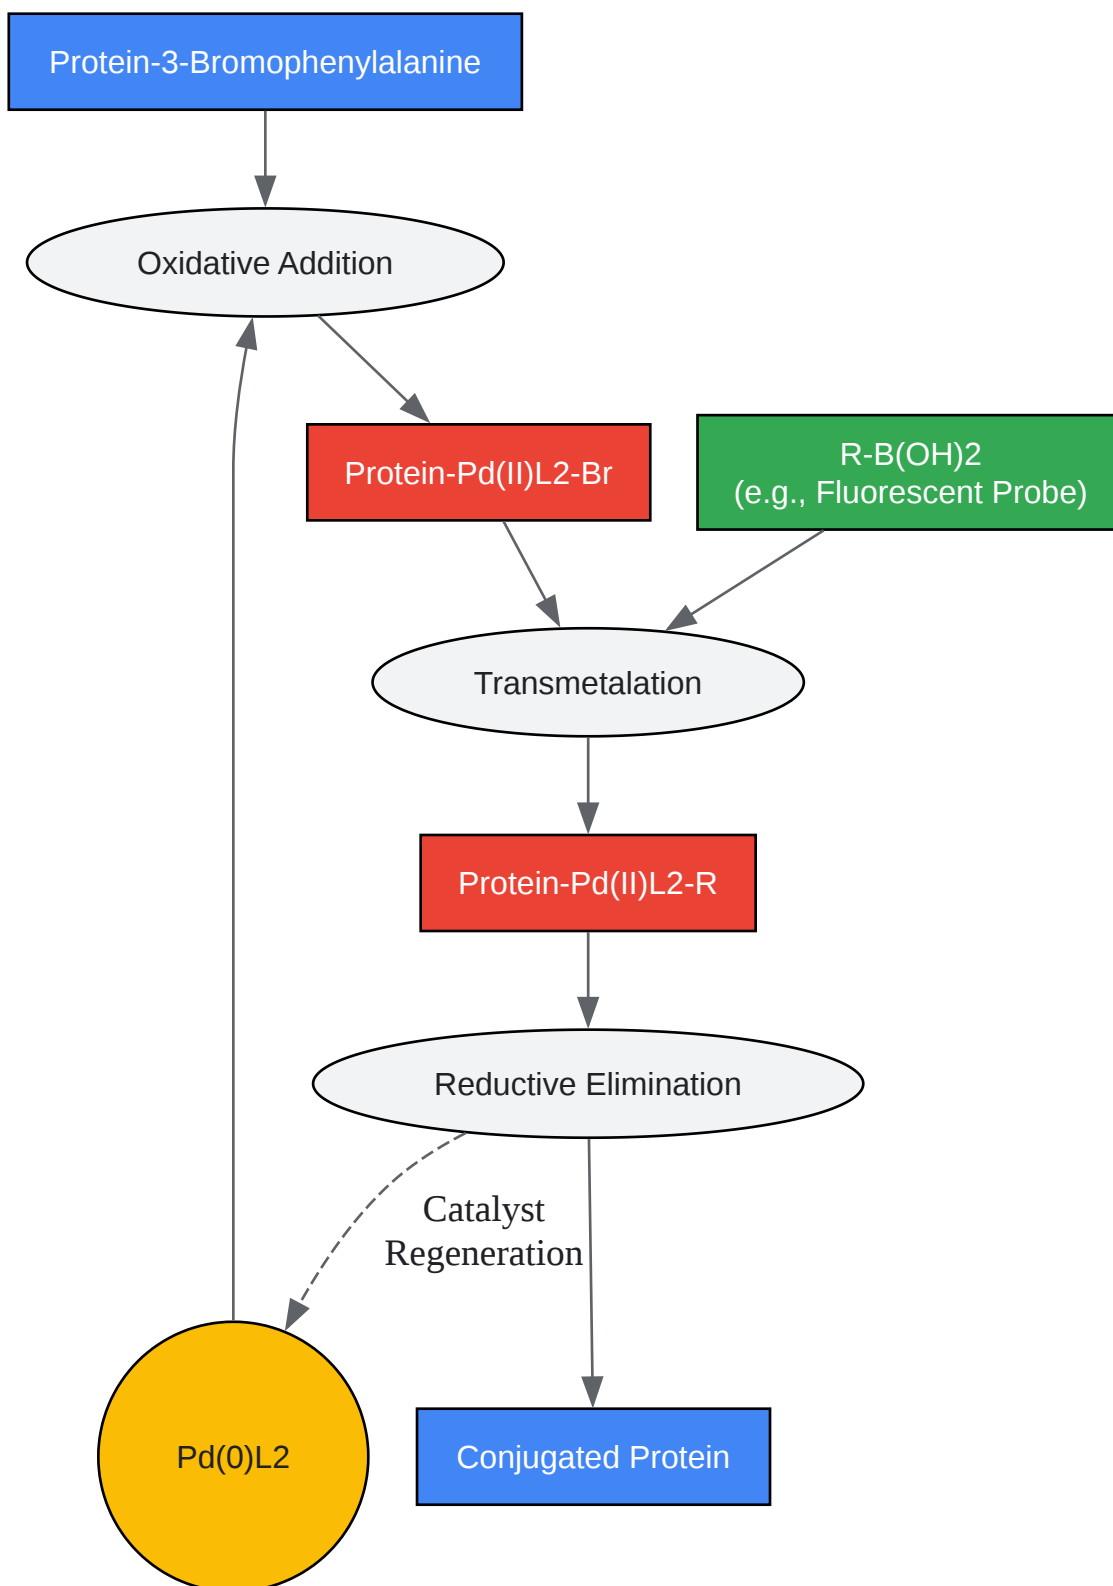 Protein-3-Bromophenylalanine
Oxidative Addition
Protein-Pd(II)L2-Br
R-B(OH)2
(e.g., Fluorescent Probe)
Transmetalation
Protein-Pd(II)L2-R
Reductive Elimination
Catalyst
Regeneration
Pd(0)L2
Conjugated Protein